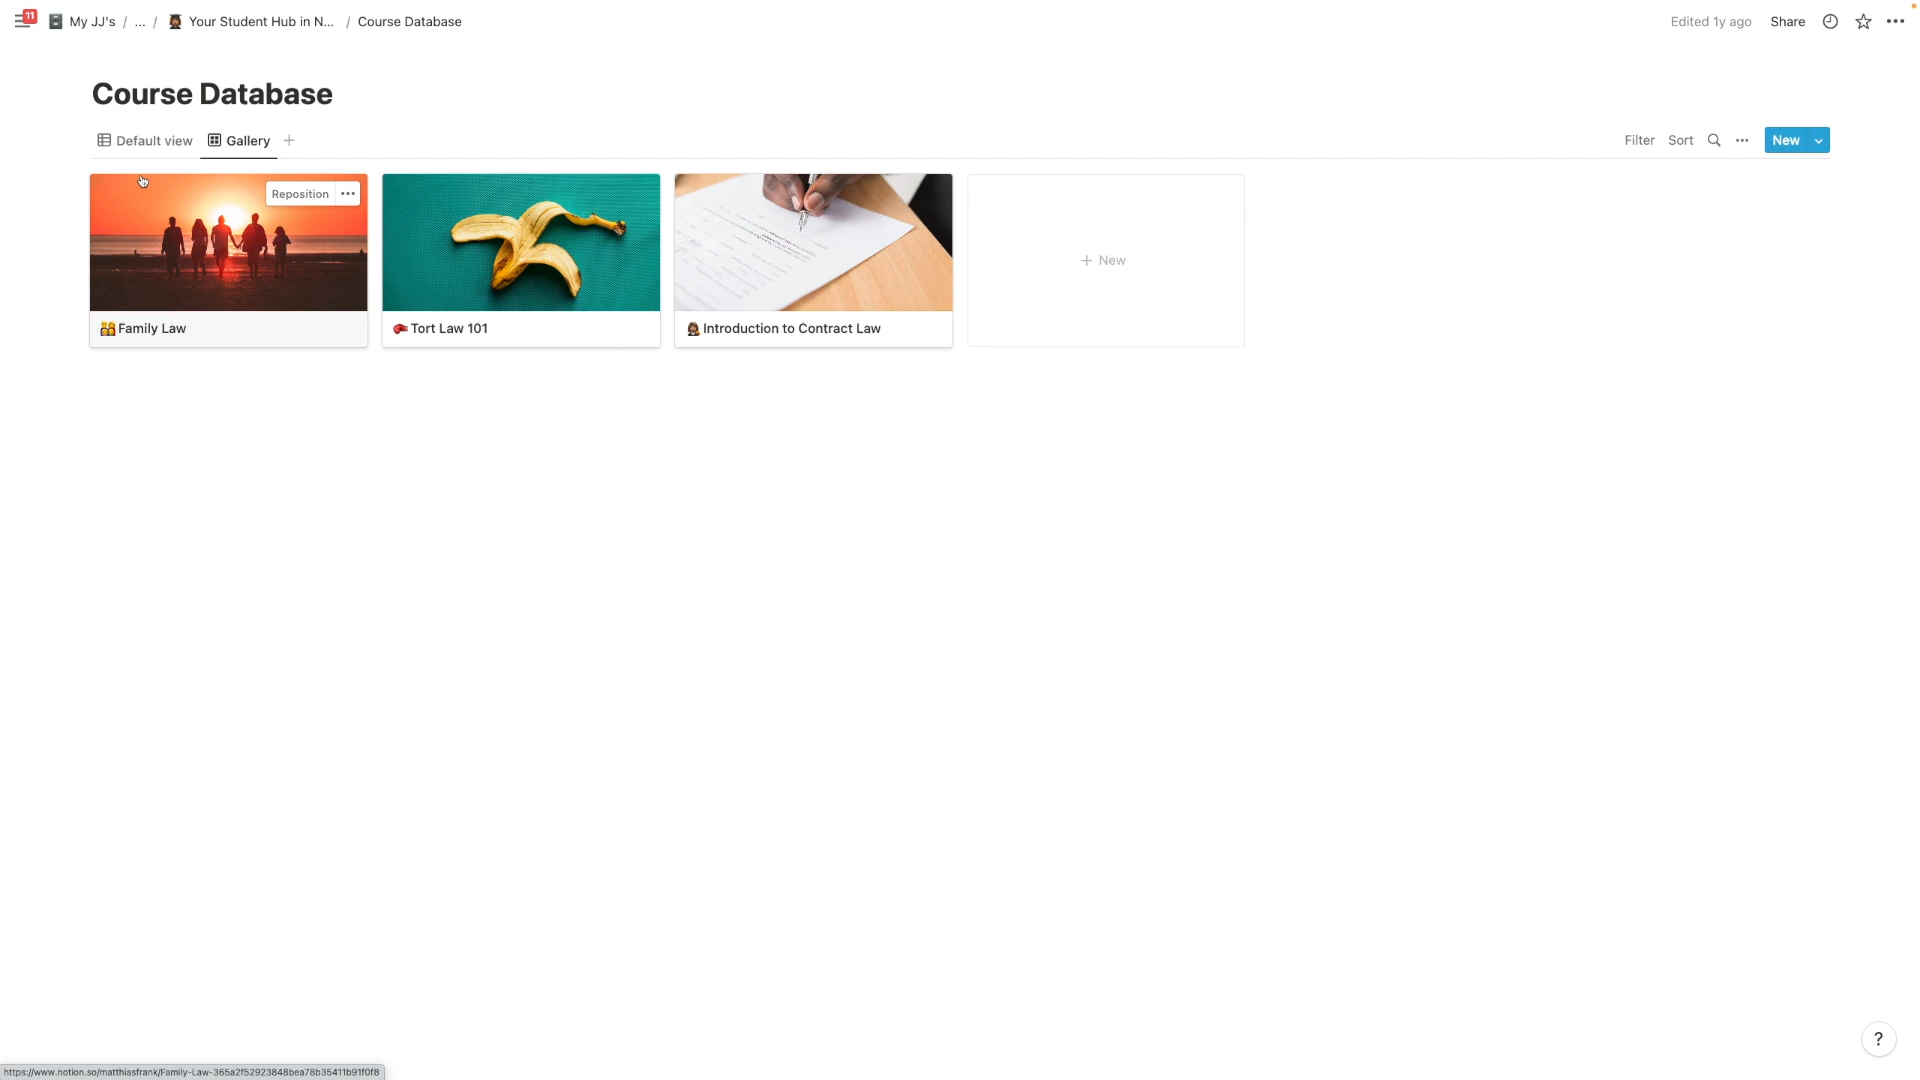 11 My JJ's / ... / Your Student Hub in N... / Course Database Edited 1y ago Share
Course Database
Default view Gallery Filter Sort New
Reposition
Family Law Tort Law 101 Introduction to Contract Law + New
?
https://www.notion.so/matthiasfrank/Family-Law-365a2f52923848bea78b35411b91f0f8